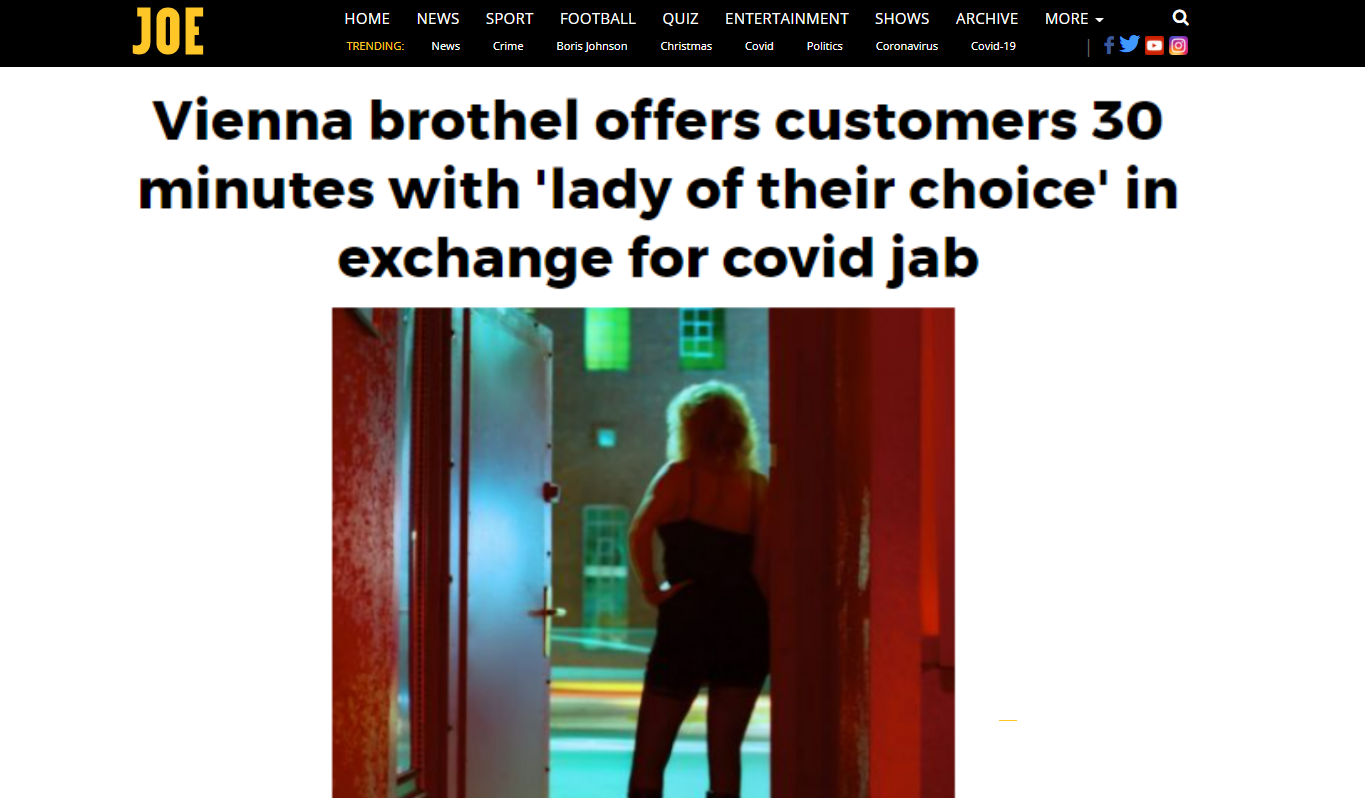 JOE
HOME NEWS SPORT FOOTBALL QUIZ ENTERTAINMENT SHOWS ARCHIVE MORE
TRENDING: News Crime Boris Johnson Christmas Covid Politics Coronavirus Covid-19
Vienna brothel offers customers 30
minutes with 'lady of their choice' in
exchange for covid jab